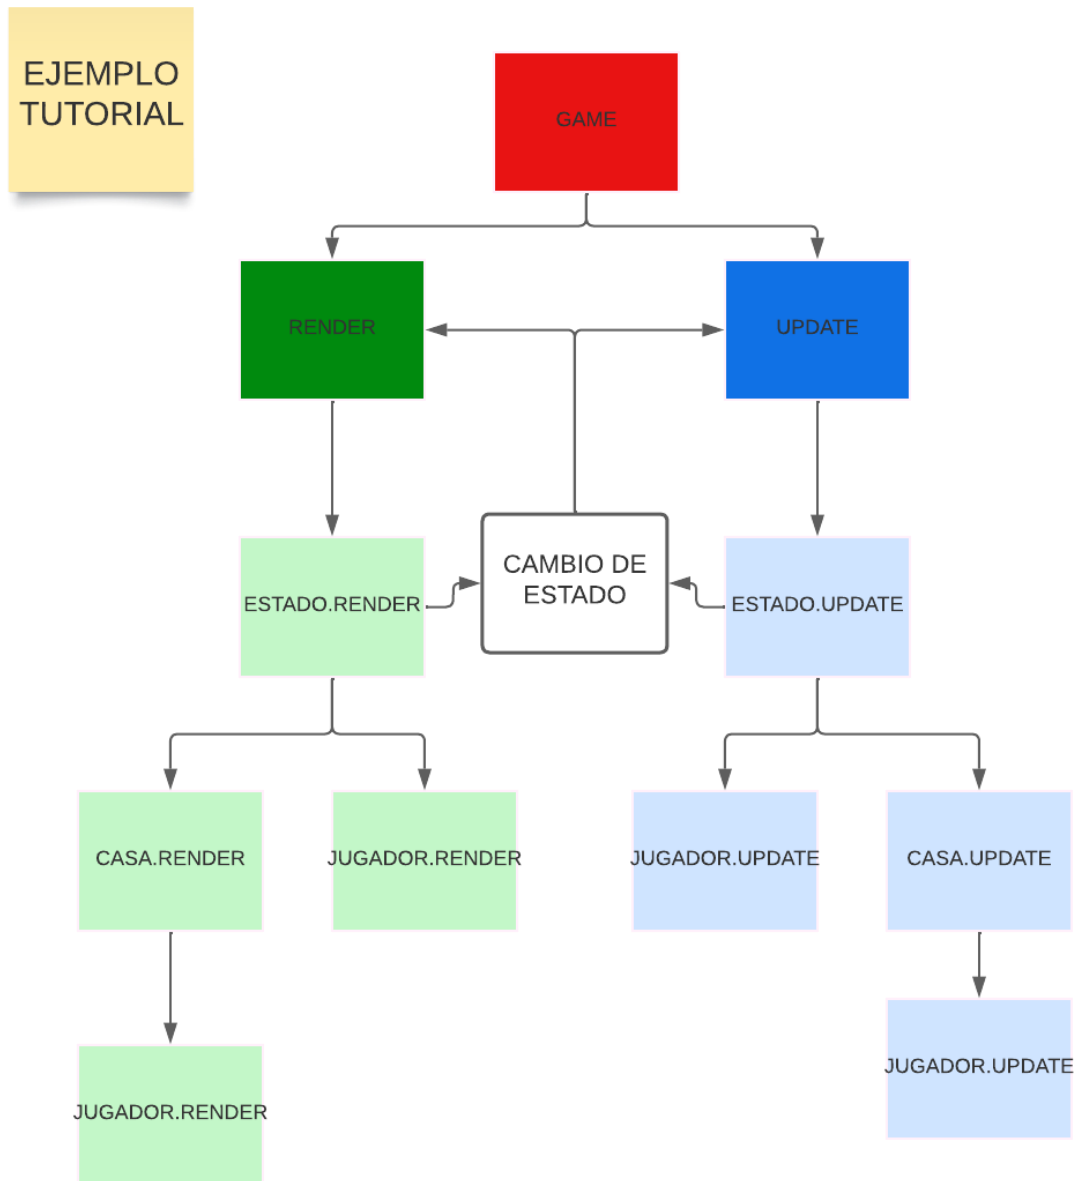 EJEMPLO
TUTORIAL
GAME
RENDER
UPDATE
CAMBIO DE
ESTADO
ESTADO.RENDER
ESTADO.UPDATE
CASA.RENDER
JUGADOR.RENDER
JUGADOR.UPDATE
CASA.UPDATE
JUGADOR.UPDATE
JUGADOR.RENDER